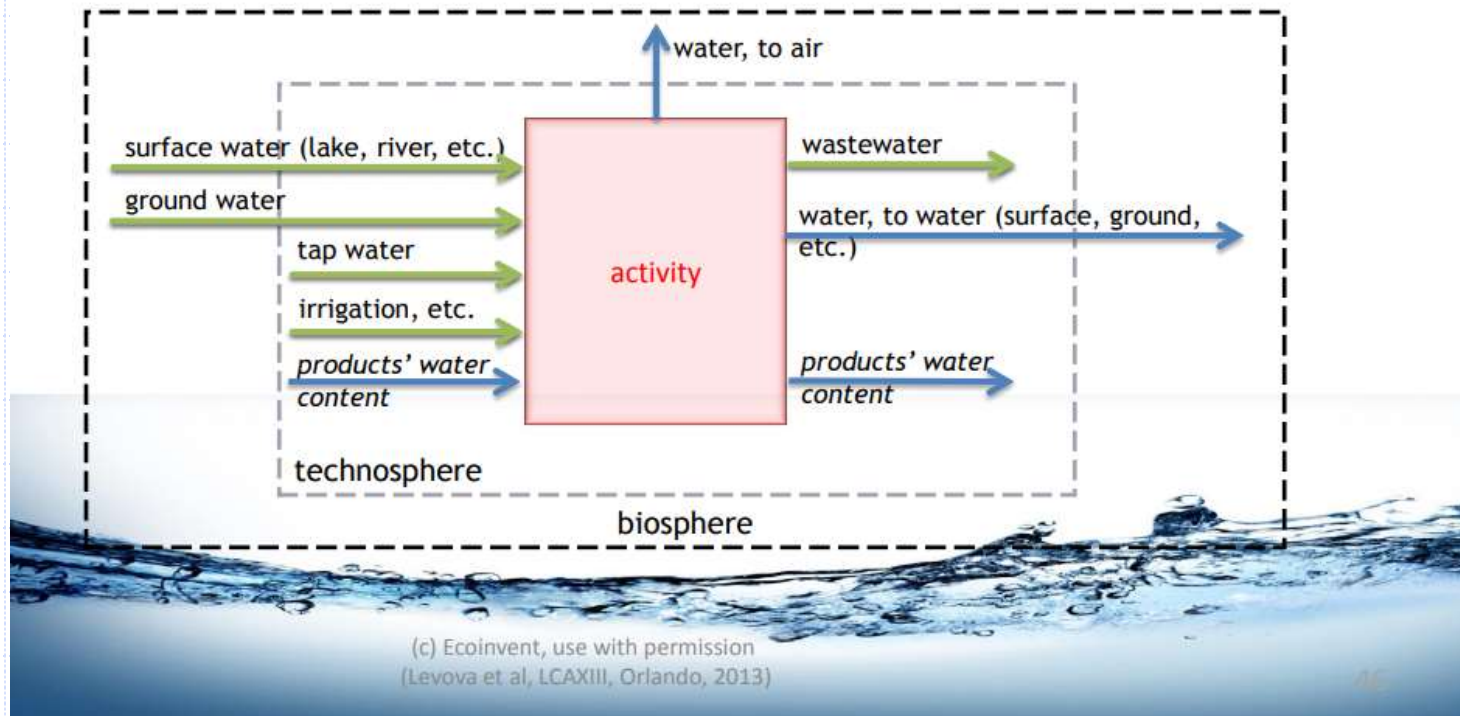 water, to air
surface water (lake, river, etc.)
wastewater
ground water
water, to water (surface, ground,
etc.)
tap water
activity
irrigation, etc.
products’ water
content
products’ water
content
technosphere
biosphere
(c) Ecoinvent, use with permission
(Levova et al, LCAXIII, Orlando, 2013)
46